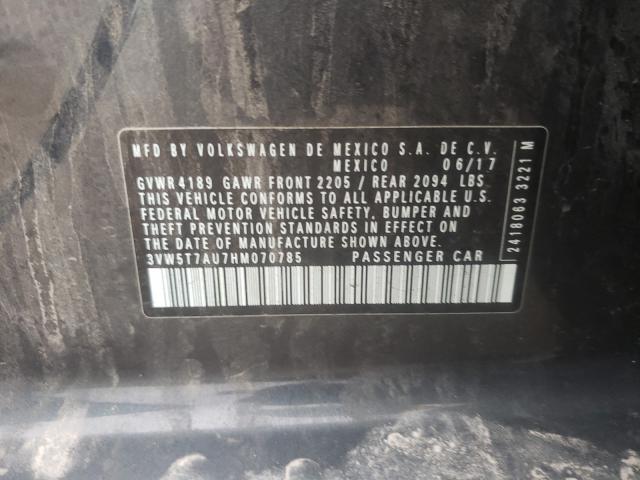 MFD BY VOLKSWAGEN DE MEXICO S.A. DE C.V.
MEXICO 06/17
GVWR 4189 GAWR FRONT 2205 / REAR 2094 LBS
THIS VEHICLE CONFORMS TO ALL APPLICABLE U.S.
FEDERAL MOTOR VEHICLE SAFETY, BUMPER AND
THEFT PREVENTION STANDARDS IN EFFECT ON THE
DATE OF MANUFACTURE SHOWN ABOVE.
3VW5T7AU7HM070785 PASSENGER CAR
2418063 3221 M